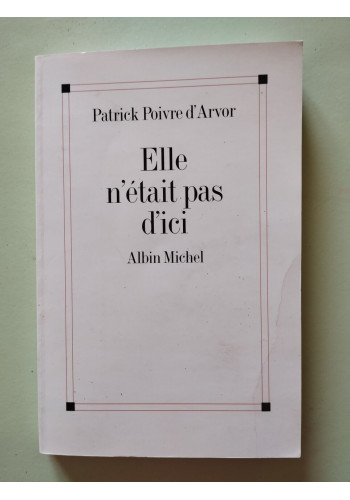 Patrick Poivre d'Arvor
Elle
n'était pas
d'ici
Albin Michel